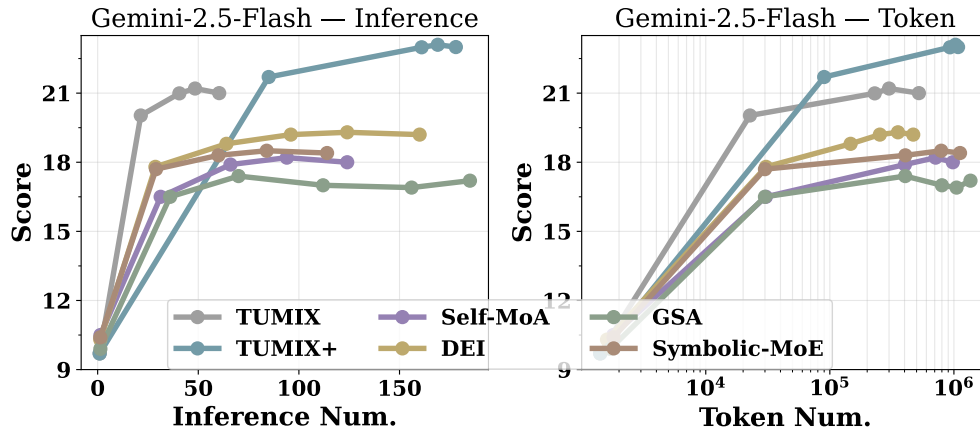 Gemini-2.5-Flash — Inference
Score
21
18
15
12
9
0
50
100
150
Inference Num.
Gemini-2.5-Flash — Token
Score
21
18
15
12
9
10⁴
10⁵
10⁶
Token Num.
TUMIX
TUMIX+
Self-MoA
DEI
GSA
Symbolic-MoE